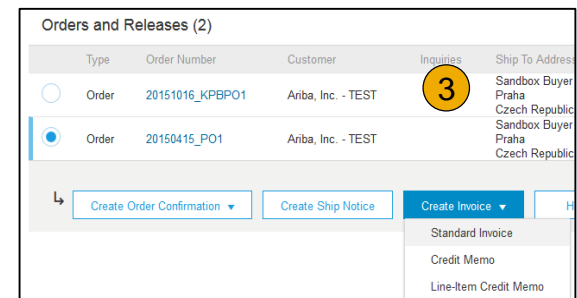 Orders and Releases (2)
Type Order Number Customer Inquiries Ship To Address
Order 20151016_KPBPO1 Ariba, Inc. - TEST 3 Sandbox Buyer
Praha
Czech Republic
Order 20150415_PO1 Ariba, Inc. - TEST Sandbox Buyer
Praha
Czech Republic
Create Order Confirmation ▼ Create Ship Notice Create Invoice ▼ H
Standard Invoice
Credit Memo
Line-Item Credit Memo